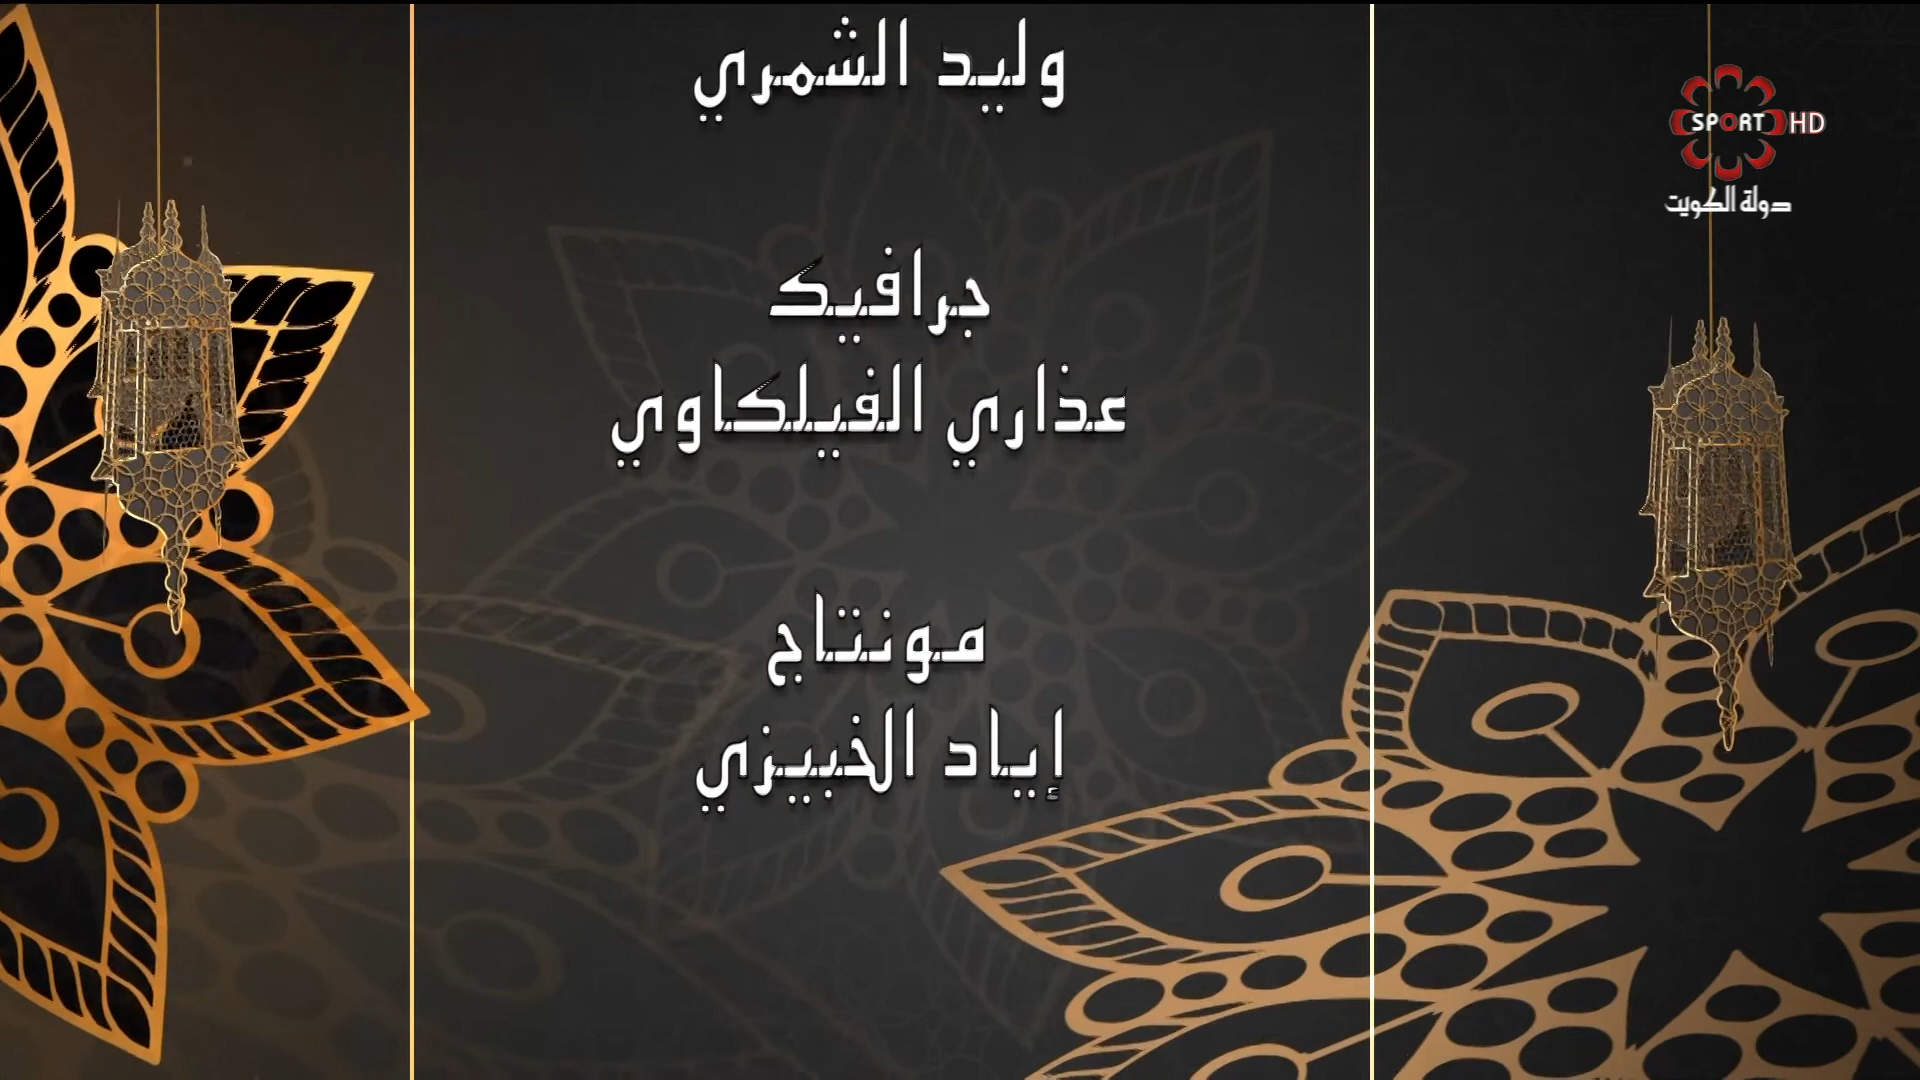 وليد الشمري
SPORT HD
دولة الكويت
جرافيك
عذاري الفيلكاوي
مونتاج
إياد الخبيزي